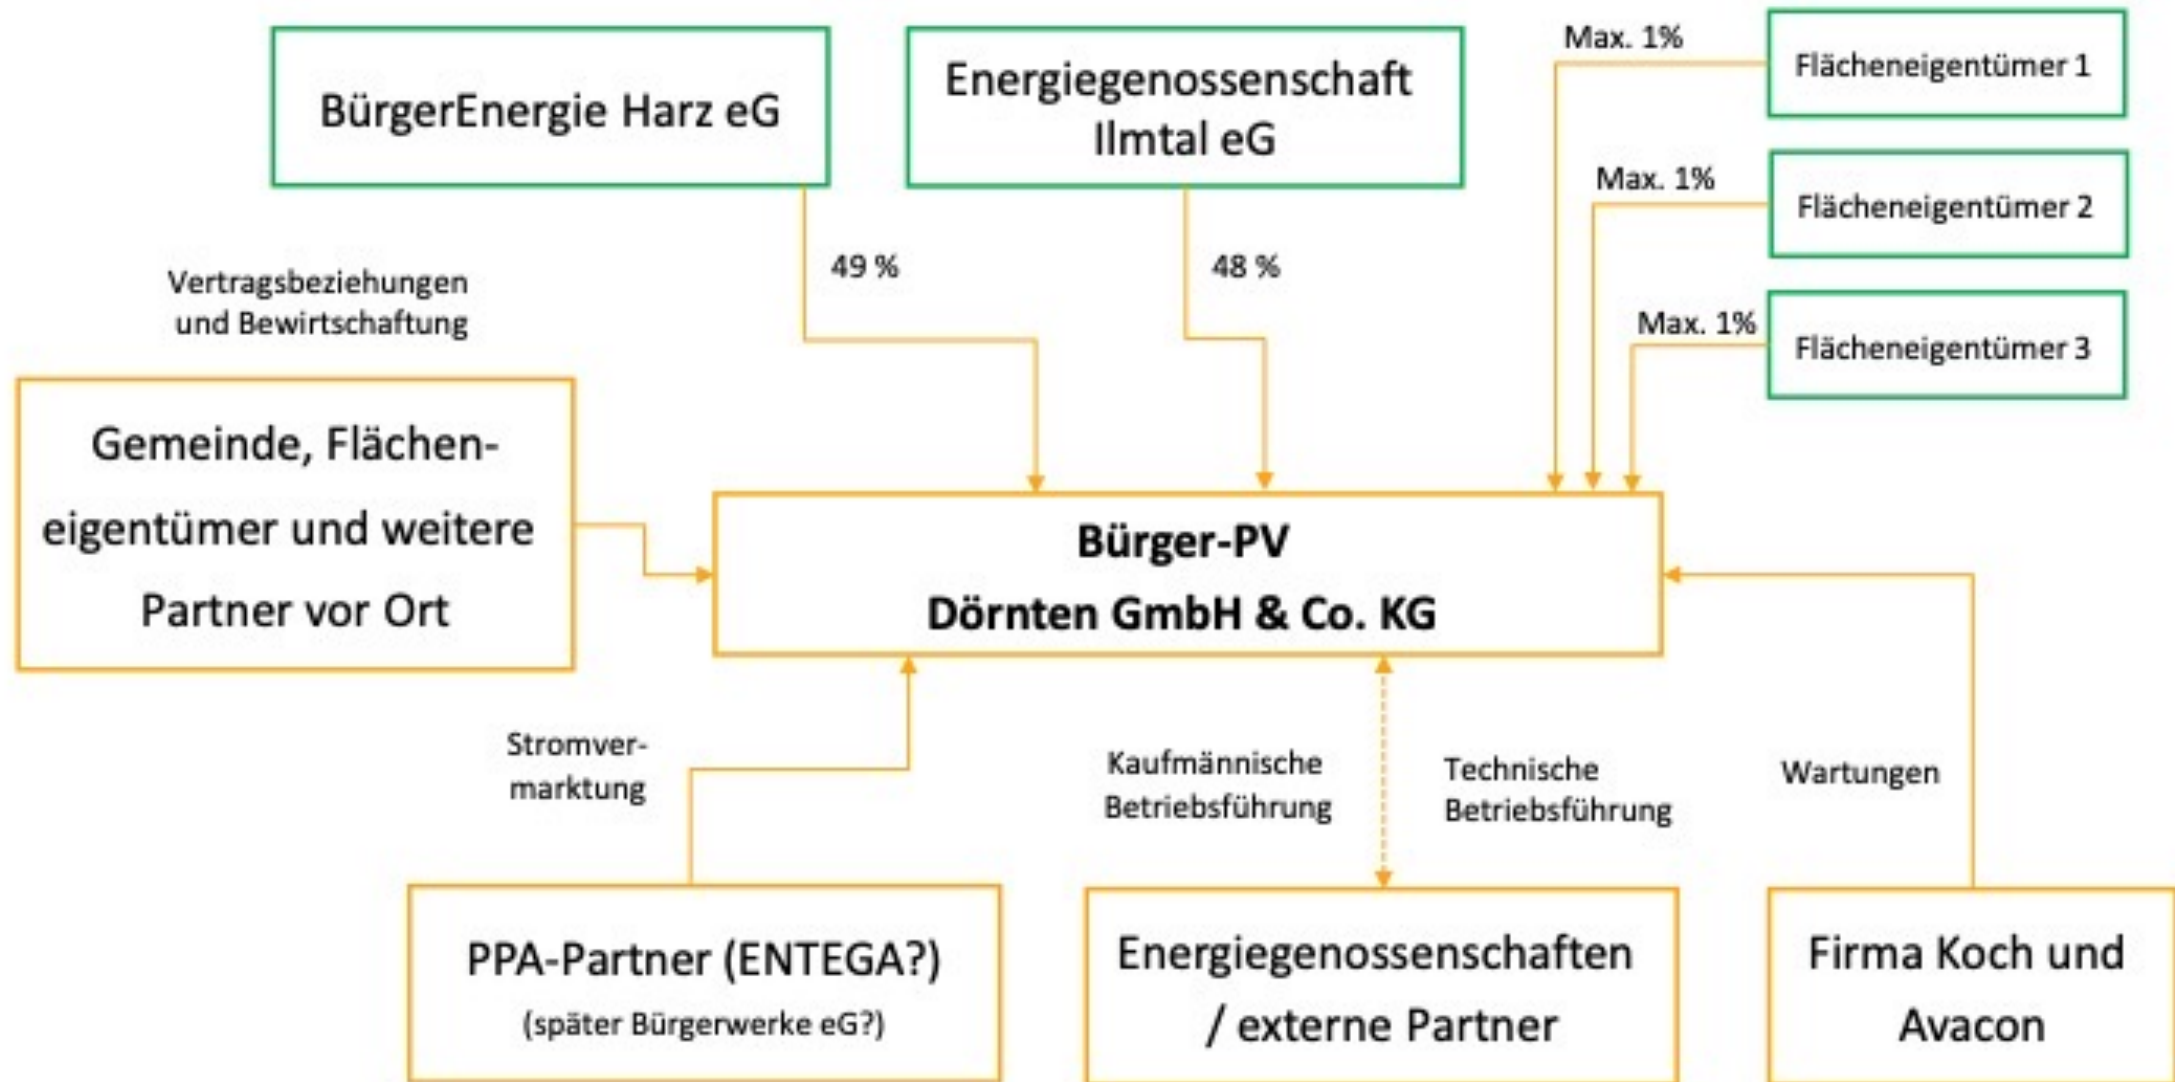 BürgerEnergie Harz eG
Energiegenossenschaft
Ilmtal eG
Max. 1%
Flächeneigentümer 1
Max. 1%
Flächeneigentümer 2
Max. 1%
Flächeneigentümer 3
49 %
48 %
Vertragsbeziehungen
und Bewirtschaftung
Gemeinde, Flächen-
eigentümer und weitere
Partner vor Ort
Bürger-PV
Dörnten GmbH & Co. KG
Stromver-
marktung
Kaufmännische
Betriebsführung
Technische
Betriebsführung
Wartungen
PPA-Partner (ENTEGA?)
(später Bürgerwerke eG?)
Energiegenossenschaften
/ externe Partner
Firma Koch und
Avacon